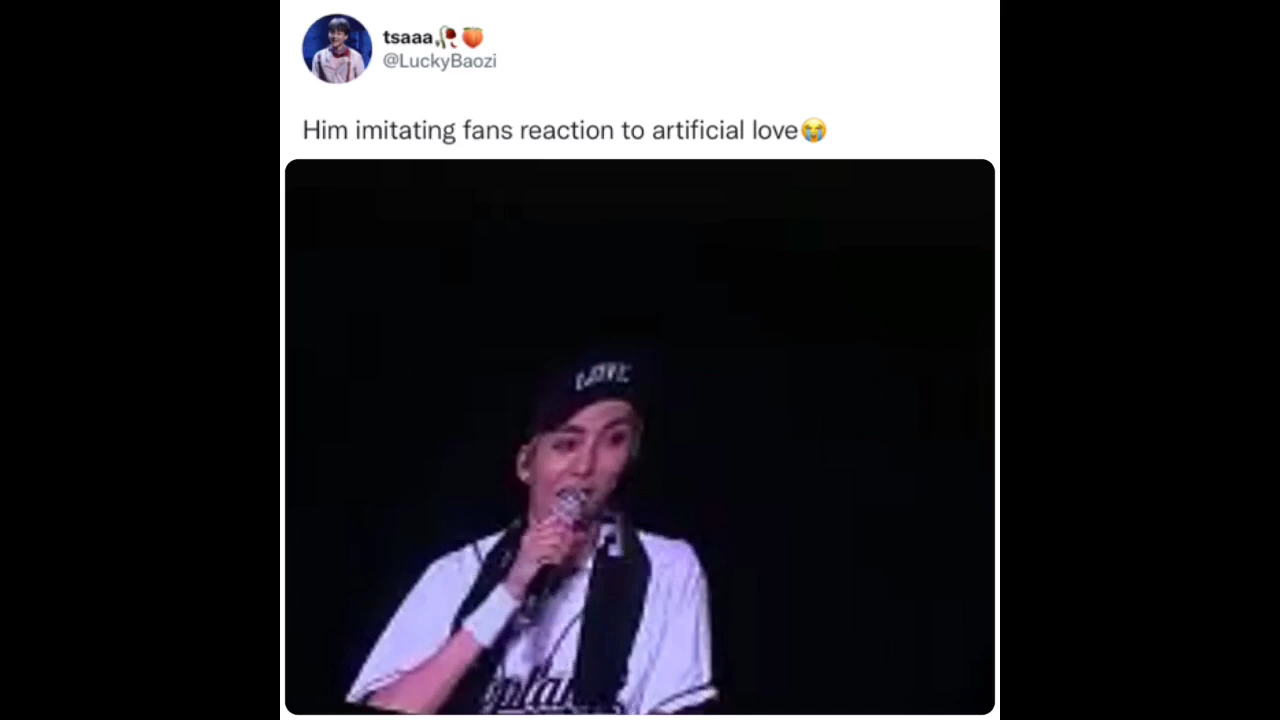 tsaaa🥀🍑
@LuckyBaozi
Him imitating fans reaction to artificial love😭